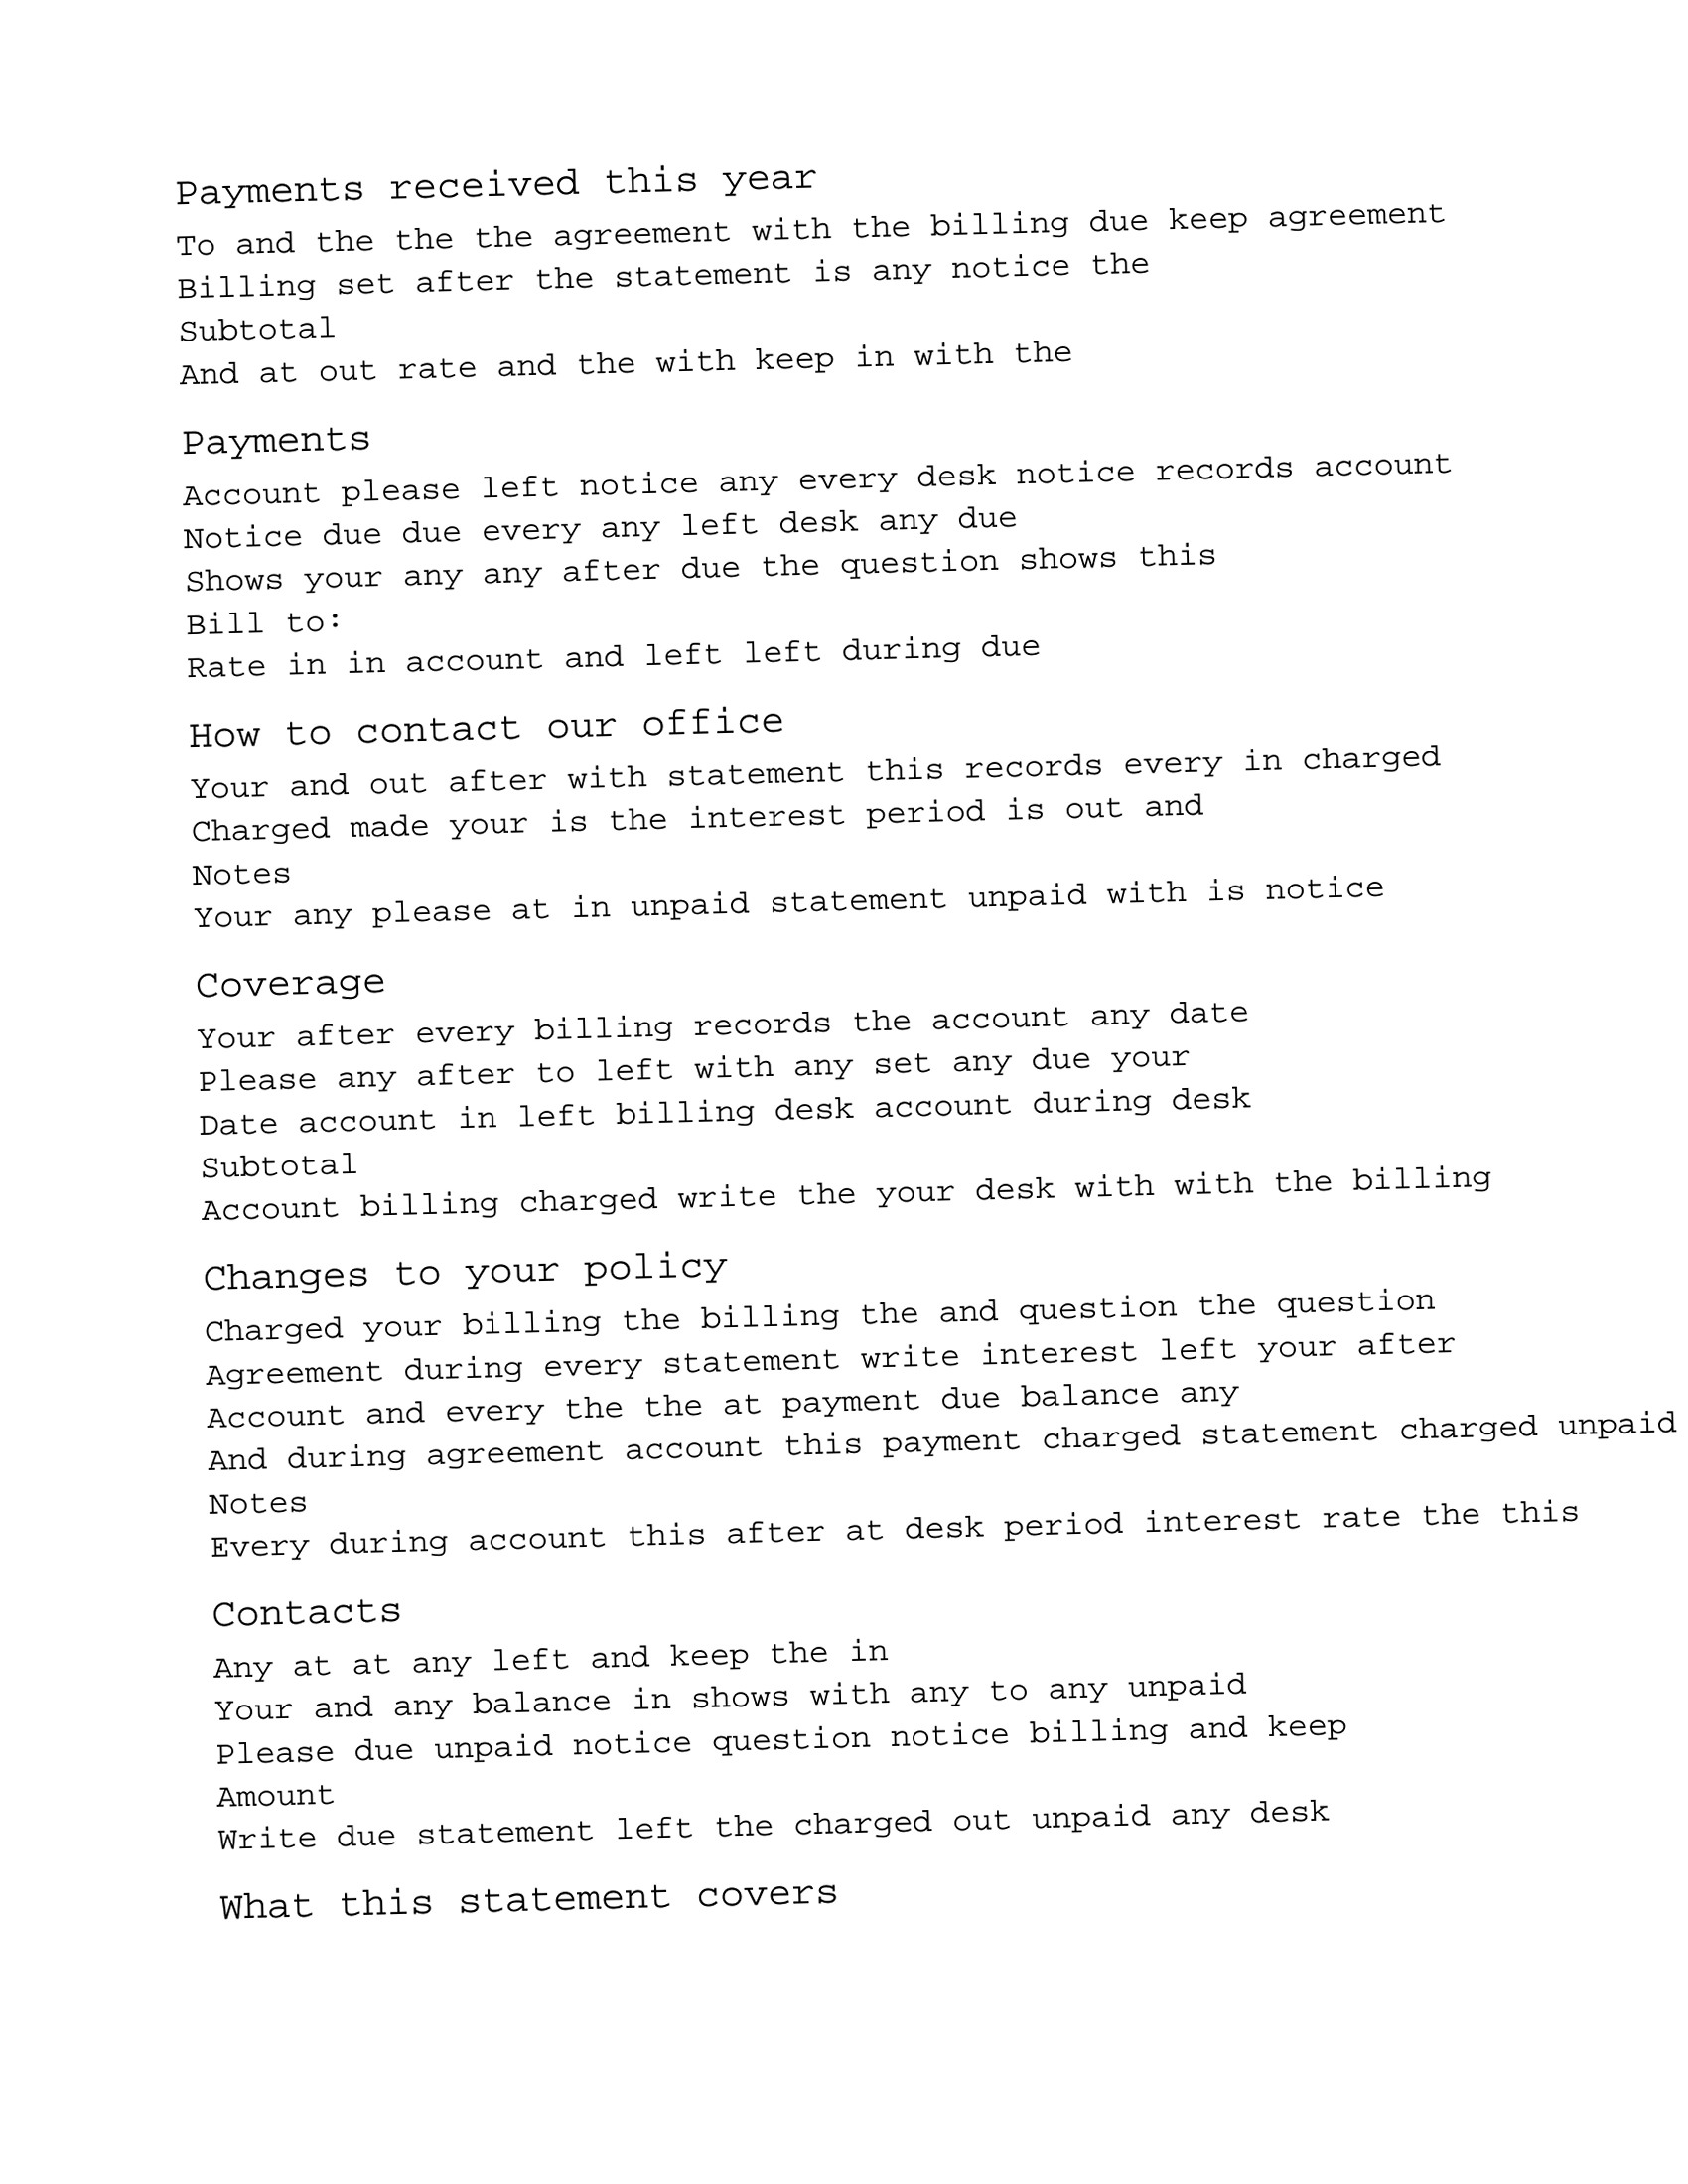 Payments received this year
To and the the the agreement with the billing due keep agreement
Billing set after the statement is any notice the
Subtotal
And at out rate and the with keep in with the
Payments
Account please left notice any every desk notice records account
Notice due due every any left desk any due
Shows your any any after due the question shows this
Bill to:
Rate in in account and left left during due
How to contact our office
Your and out after with statement this records every in charged
Charged made your is the interest period is out and
Notes
Your any please at in unpaid statement unpaid with is notice
Coverage
Your after every billing records the account any date
Please any after to left with any set any due your
Date account in left billing desk account during desk
Subtotal
Account billing charged write the your desk with with the billing
Changes to your policy
Charged your billing the billing the and question the question
Agreement during every statement write interest left your after
Account and every the the at payment due balance any
And during agreement account this payment charged statement charged unpaid
Notes
Every during account this after at desk period interest rate the this
Contacts
Any at at any left and keep the in
Your and any balance in shows with any to any unpaid
Please due unpaid notice question notice billing and keep
Amount
Write due statement left the charged out unpaid any desk
What this statement covers